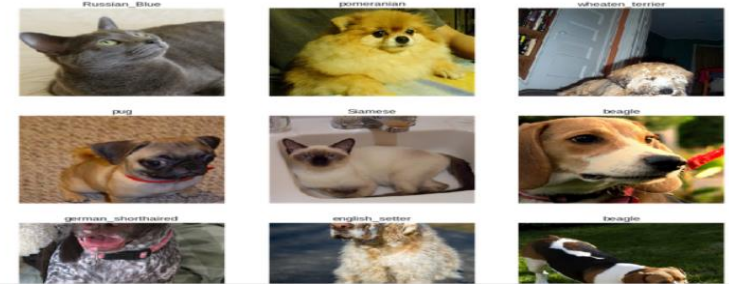 Russian_Blue
pomeranian
wheaten_terrier
pug
Siamese
beagle
german_shorthaired
english_setter
beagle